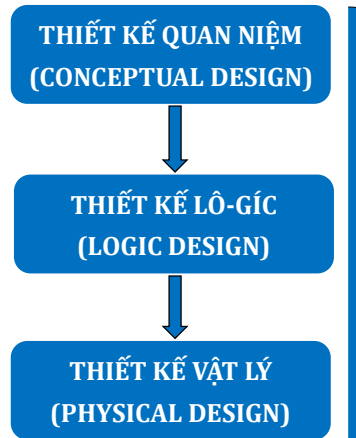 THIẾT KẾ QUAN NIỆM
(CONCEPTUAL DESIGN)
THIẾT KẾ LÔ-GÍC
(LOGIC DESIGN)
THIẾT KẾ VẬT LÝ
(PHYSICAL DESIGN)